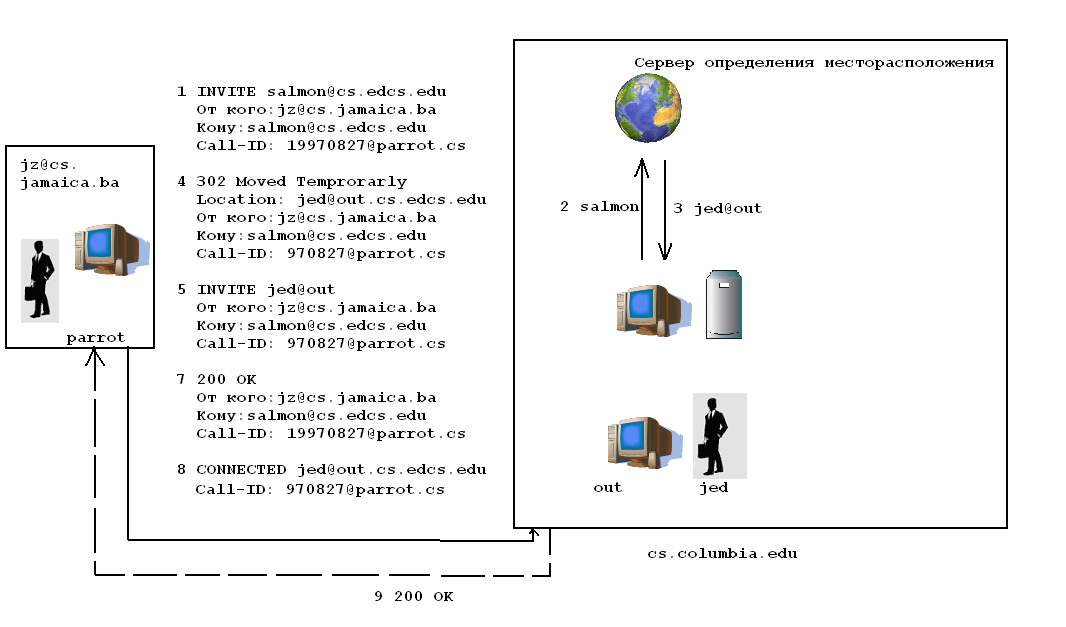 jz@cs.
jamaica.ba
parrot
1 INVITE salmon@cs.edcs.edu
От кого:jz@cs.jamaica.ba
Кому:salmon@cs.edcs.edu
Call-ID: 19970827@parrot.cs
4 302 Moved Temprorarly
Location: jed@out.cs.edcs.edu
От кого:jz@cs.jamaica.ba
Кому:salmon@cs.edcs.edu
Call-ID: 970827@parrot.cs
5 INVITE jed@out
От кого:jz@cs.jamaica.ba
Кому:salmon@cs.edcs.edu
Call-ID: 970827@parrot.cs
7 200 OK
От кого:jz@cs.jamaica.ba
Кому:salmon@cs.edcs.edu
Call-ID: 19970827@parrot.cs
8 CONNECTED jed@out.cs.edcs.edu
Call-ID: 970827@parrot.cs
Сервер определения месторасположения
2 salmon
3 jed@out
out
jed
cs.columbia.edu
9 200 OK